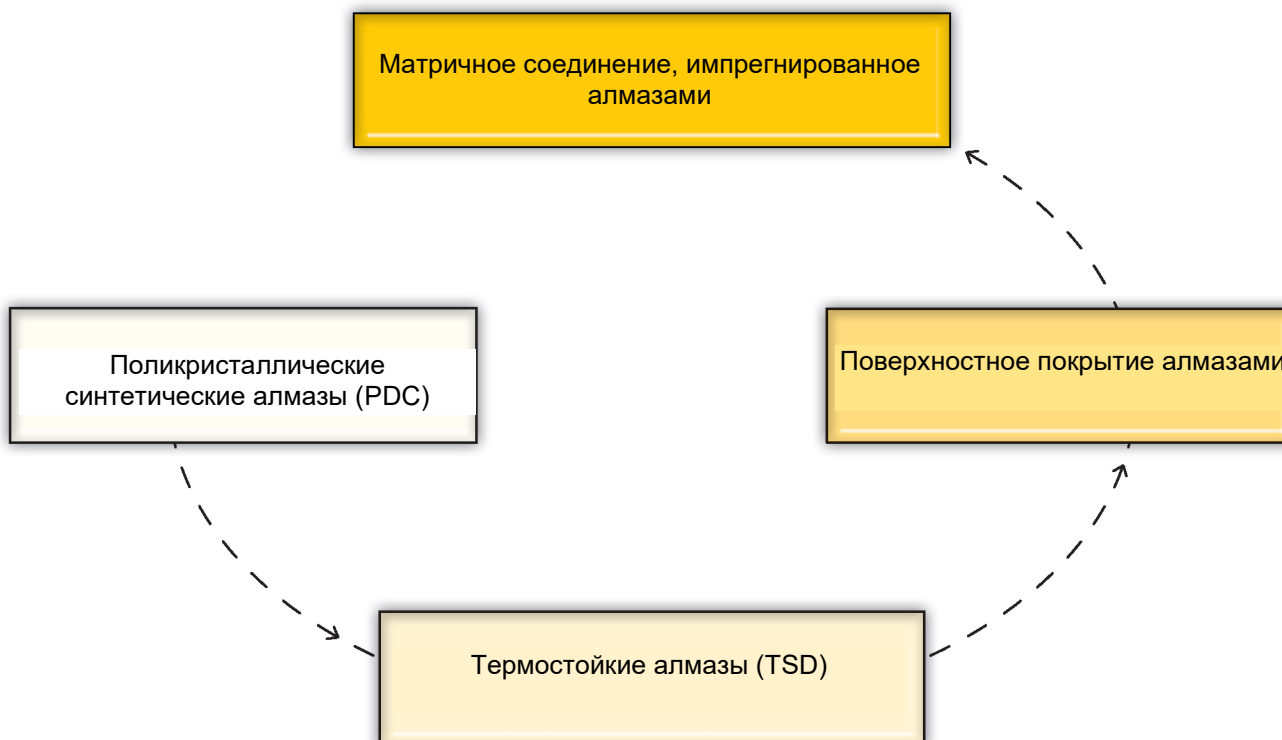 Матричное соединение, импрегнированное
алмазами
Поликристаллические
синтетические алмазы (PDC)
Поверхностное покрытие алмазами
Термостойкие алмазы (TSD)